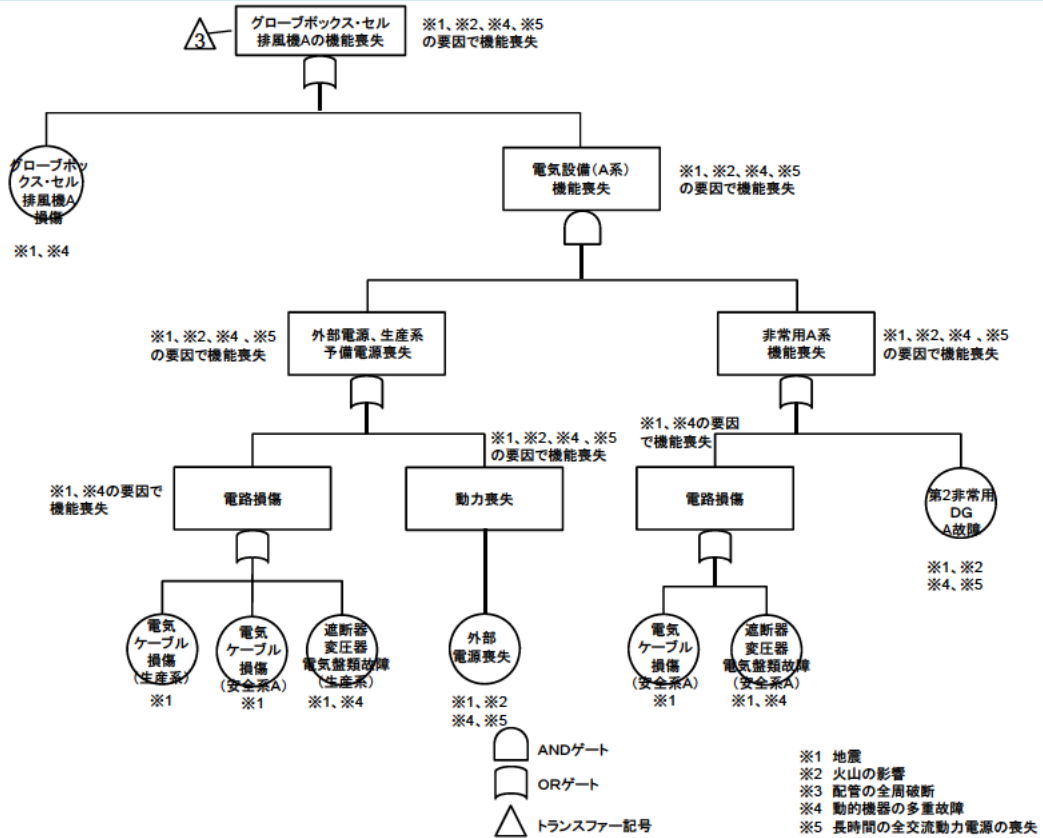 3
グローブボックス・セル
排風機Aの機能喪失
※1、※2、※4、※5
の要因で機能喪失
グローブボッ
クス・セル
排風機A
損傷
※1、※4
電気設備(A系)
機能喪失
※1、※2、※4、※5
の要因で機能喪失
※1、※2、※4 、※5
の要因で機能喪失
外部電源、生産系
予備電源喪失
非常用A系
機能喪失
※1、※2、※4 、※5
の要因で機能喪失
※1、※4の要因で
機能喪失
電路損傷
※1、※2、※4 、※5
の要因で機能喪失
動力喪失
※1、※4の要因
で機能喪失
電路損傷
第2非常用
DG
A故障
※1、※2
※4、※5
電気
ケーブル
損傷
(生産系)
※1
電気
ケーブル
損傷
(安全系A)
※1
遮断器
変圧器
電気盤類故障
(生産系)
※1、※4
外部
電源喪失
※1、※2
※4、※5
電気
ケーブル
損傷
(安全系A)
※1
遮断器
変圧器
電気盤類故障
(安全系A)
※1、※4
ANDゲート
ORゲート
トランスファー記号
※1 地震
※2 火山の影響
※3 配管の全周破断
※4 動的機器の多重故障
※5 長時間の全交流動力電源の喪失